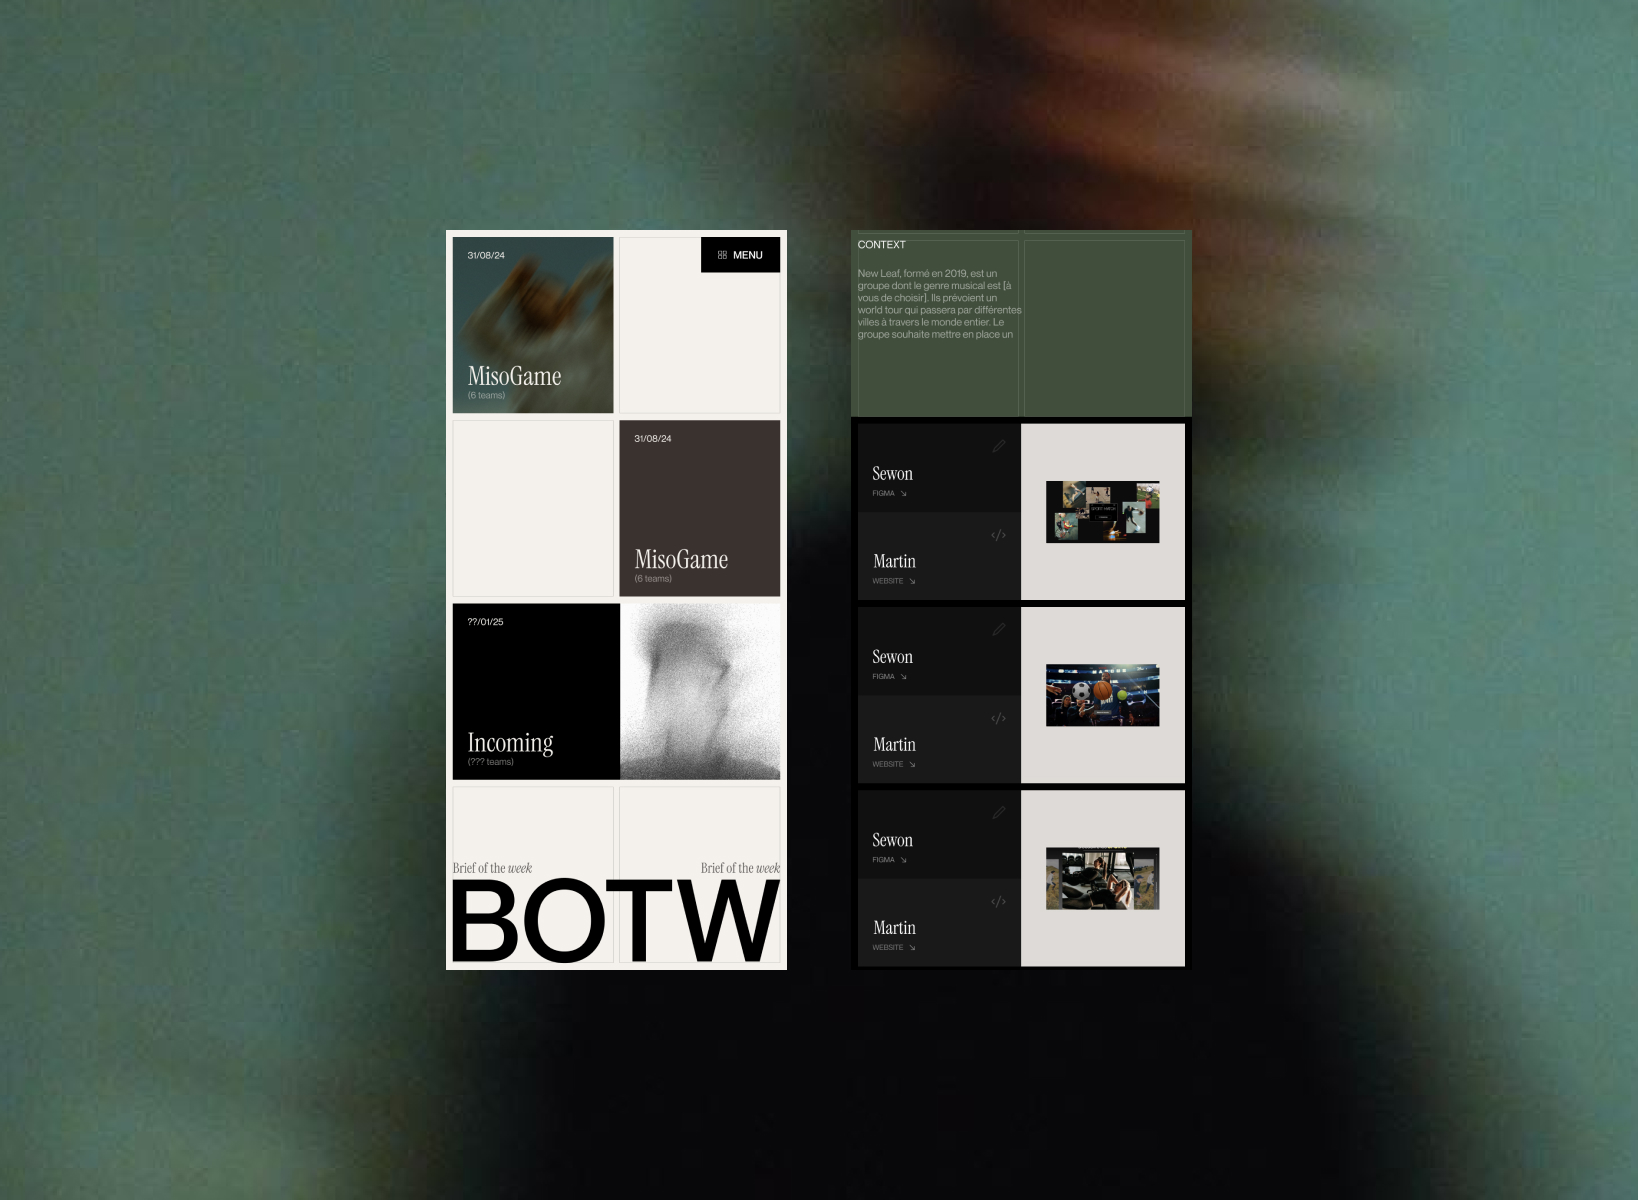 31/08/24
MENU
MisoGame
(6 teams)
31/08/24
MisoGame
(6 teams)
??/01/25
Incoming
(??? teams)
Brief of the week
Brief of the week
BOTW
CONTEXT
New Leaf, formé en 2019, est un
groupe dont le genre musical est [à
vous de choisir]. Ils prévoient un
world tour qui passera par différentes
villes à travers le monde entier. Le
groupe souhaite mettre en place un
Sewon
FIGMA
</>
Martin
WEBSITE
Sewon
FIGMA
</>
Martin
WEBSITE
Sewon
FIGMA
</>
Martin
WEBSITE